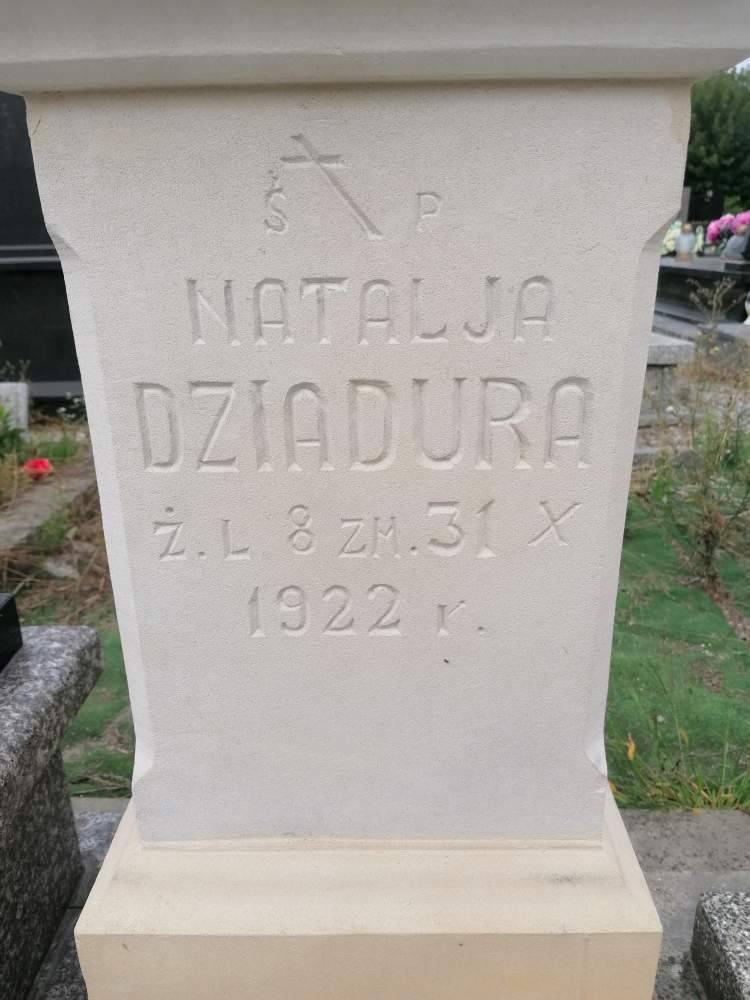 Ś P
NATALJA
DZIADURA
Ż. L 8 ZM. 31 X
1922 r.